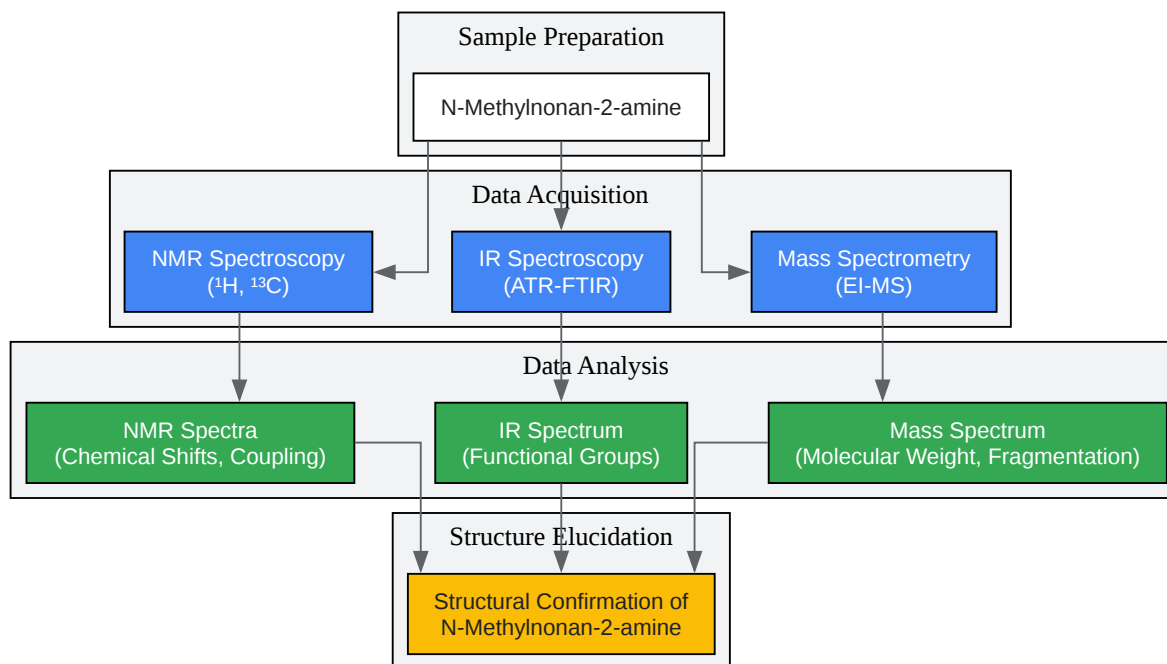 Sample Preparation
N-Methylnonan-2-amine
Data Acquisition
NMR Spectroscopy
(¹H, ¹³C)
IR Spectroscopy
(ATR-FTIR)
Mass Spectrometry
(EI-MS)
Data Analysis
NMR Spectra
(Chemical Shifts, Coupling)
IR Spectrum
(Functional Groups)
Mass Spectrum
(Molecular Weight, Fragmentation)
Structure Elucidation
Structural Confirmation of
N-Methylnonan-2-amine